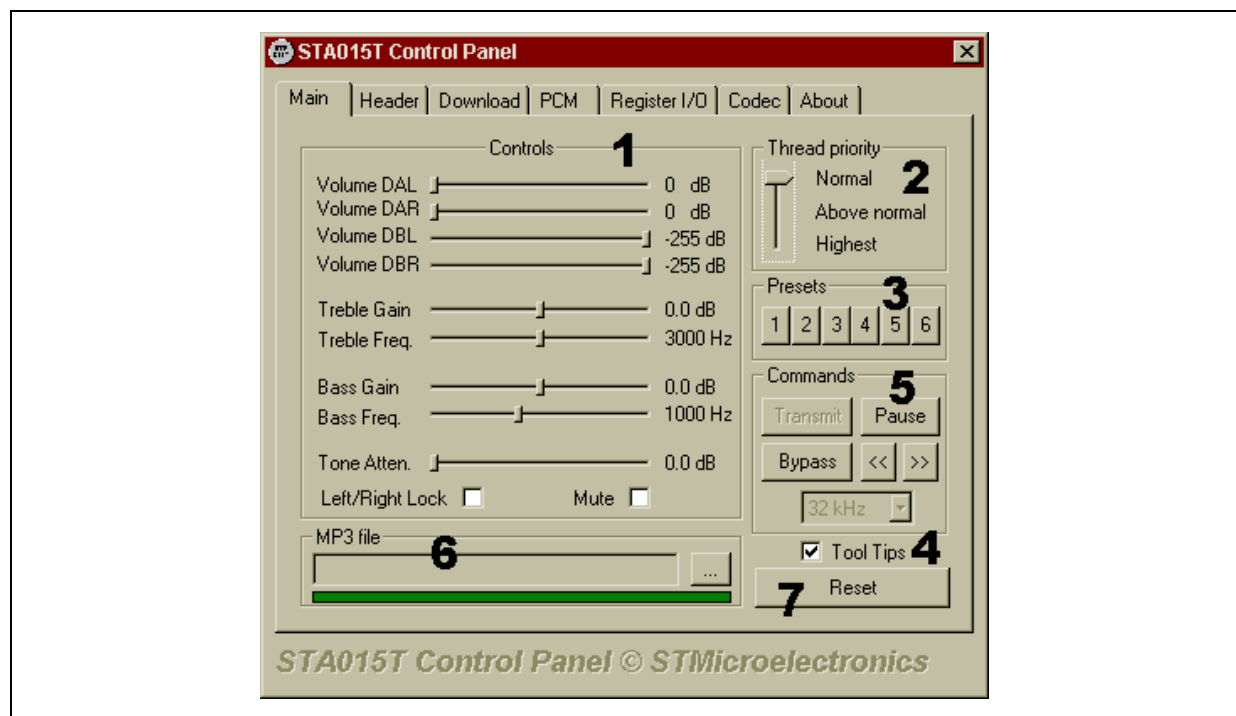 STA015T Control Panel
Main Header Download PCM Register I/O Codec About
Controls 1
Volume DAL 0 dB
Volume DAR 0 dB
Volume DBL -255 dB
Volume DBR -255 dB
Treble Gain 0.0 dB
Treble Freq. 3000 Hz
Bass Gain 0.0 dB
Bass Freq. 1000 Hz
Tone Atten. 0.0 dB
Left/Right Lock Mute
MP3 file
6
...
Thread priority
Normal 2
Above normal
Highest
Presets 3
1 2 3 4 5 6
Commands 5
Transmit Pause
Bypass << >>
32 kHz
Tool Tips 4
7 Reset
STA015T Control Panel © STMicroelectronics